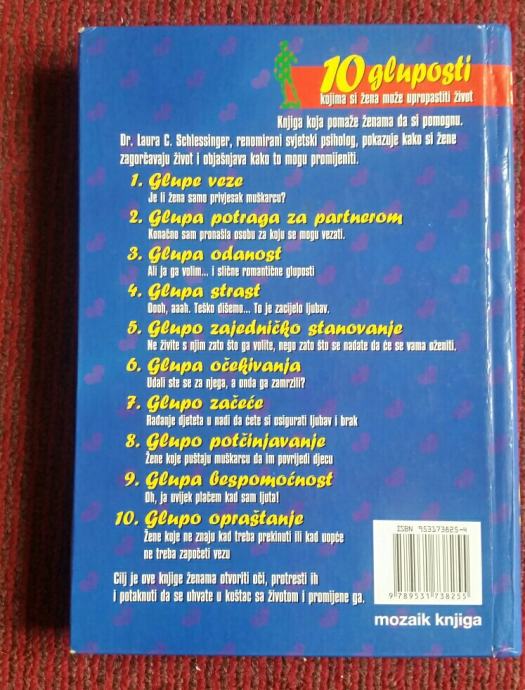 10 gluposti
kojima si žena može upropastiti život
Knjiga koja pomaže ženama da si pomognu.
Dr. Laura C. Schlessinger, renomirani svjetski psiholog, pokazuje kako si žene
zagorčavaju život i objašnjava kako to mogu promijeniti.
1. Glupe veze
Je li žena samo privjesak muškarcu?
2. Glupa potraga za partnerom
Konačno sam pronašla osobu za koju se mogu vezati.
3. Glupa odanost
Ali ja ga volim... i slične romantične gluposti
4. Glupa strast
Oooh, aaah. Teško dišemo... To je zacijelo ljubav.
5. Glupo zajedničko stanovanje
Ne živite s njim zato što ga volite, nego zato što se nadate da će se vama oženiti.
6. Glupa očekivanja
Udali ste se za njega, a onda ga zamrzili?
7. Glupo začeće
Rađanje djeteta u nadi da ćete si osigurati ljubav i brak
8. Glupo potčinjavanje
Žene koje puštaju muškarcu da im povrijedi djecu
9. Glupa bespomoćnost
Oh, ja uvijek plačem kad sam ljuta!
10. Glupo opraštanje
Žene koje ne znaju kad treba prekinuti ili kad uopće
ne treba započeti vezu
Cilj je ove knjige ženama otvoriti oči, protresti ih
i potaknuti da se uhvate u koštac sa životom i promijene ga.
ISBN 953173825-4
9 789531 738255
mozaik knjiga